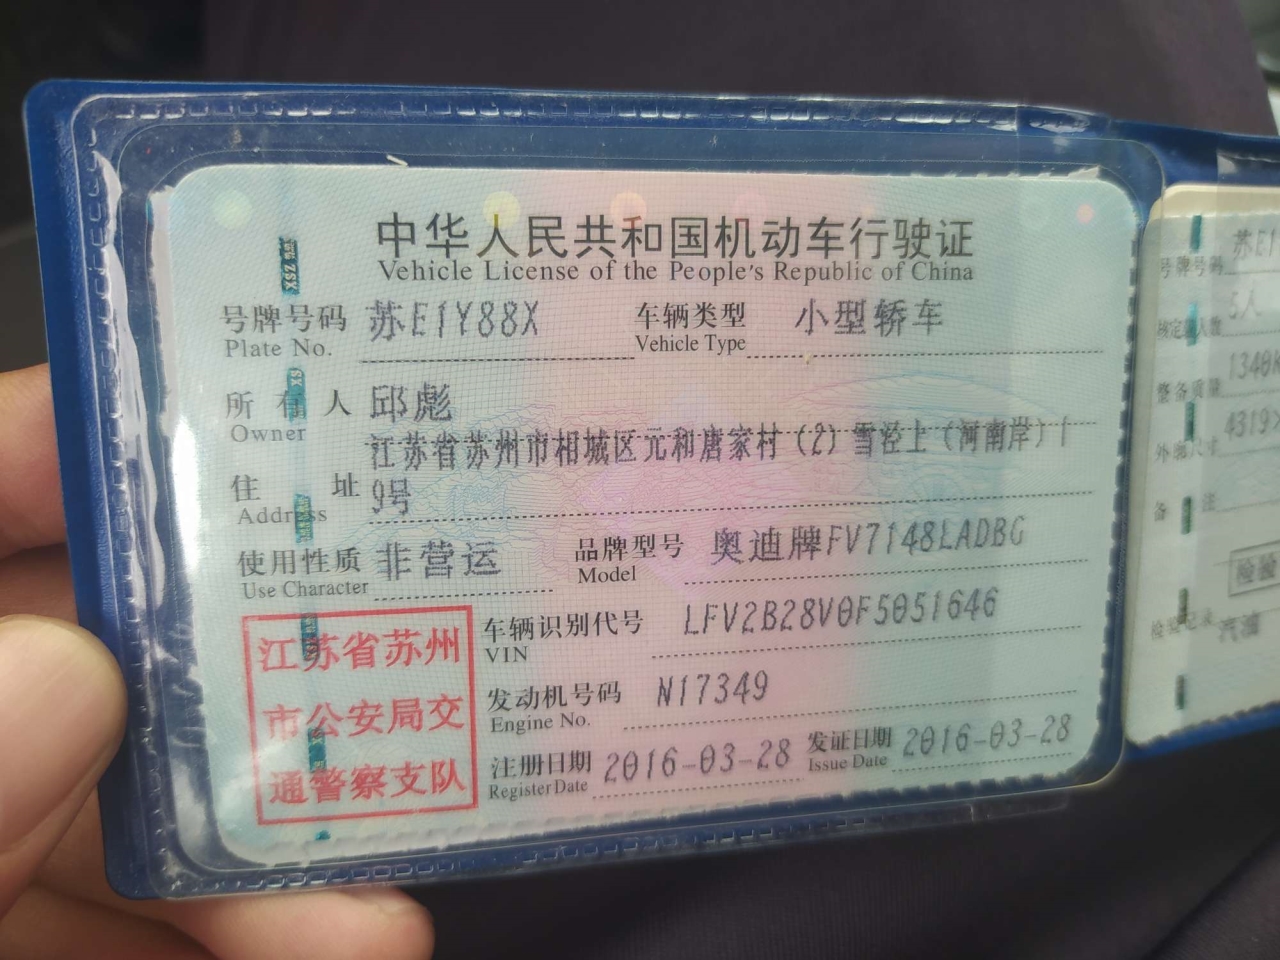 中华人民共和国机动车行驶证
Vehicle License of the People's Republic of China
号牌号码 苏E1Y88X 车辆类型 小型轿车
Plate No. Vehicle Type
所有人 邱彪
Owner
江苏省苏州市相城区元和唐家村（2）雪泾上（河南岸）1
住址 9号
Address
使用性质 非营运 品牌型号 奥迪牌FV7148LADBG
Use Character Model
车辆识别代号 LFV2B28V0F5051646
VIN
发动机号码 N17349
Engine No.
注册日期 2016-03-28 发证日期 2016-03-28
Register Date Issue Date
江苏省苏州
市公安局交
通警察支队
号牌号码 苏E1
核定载人数 5人
整备质量 1340K
外廓尺寸 4319X
备注
检验
检验记录 汽油